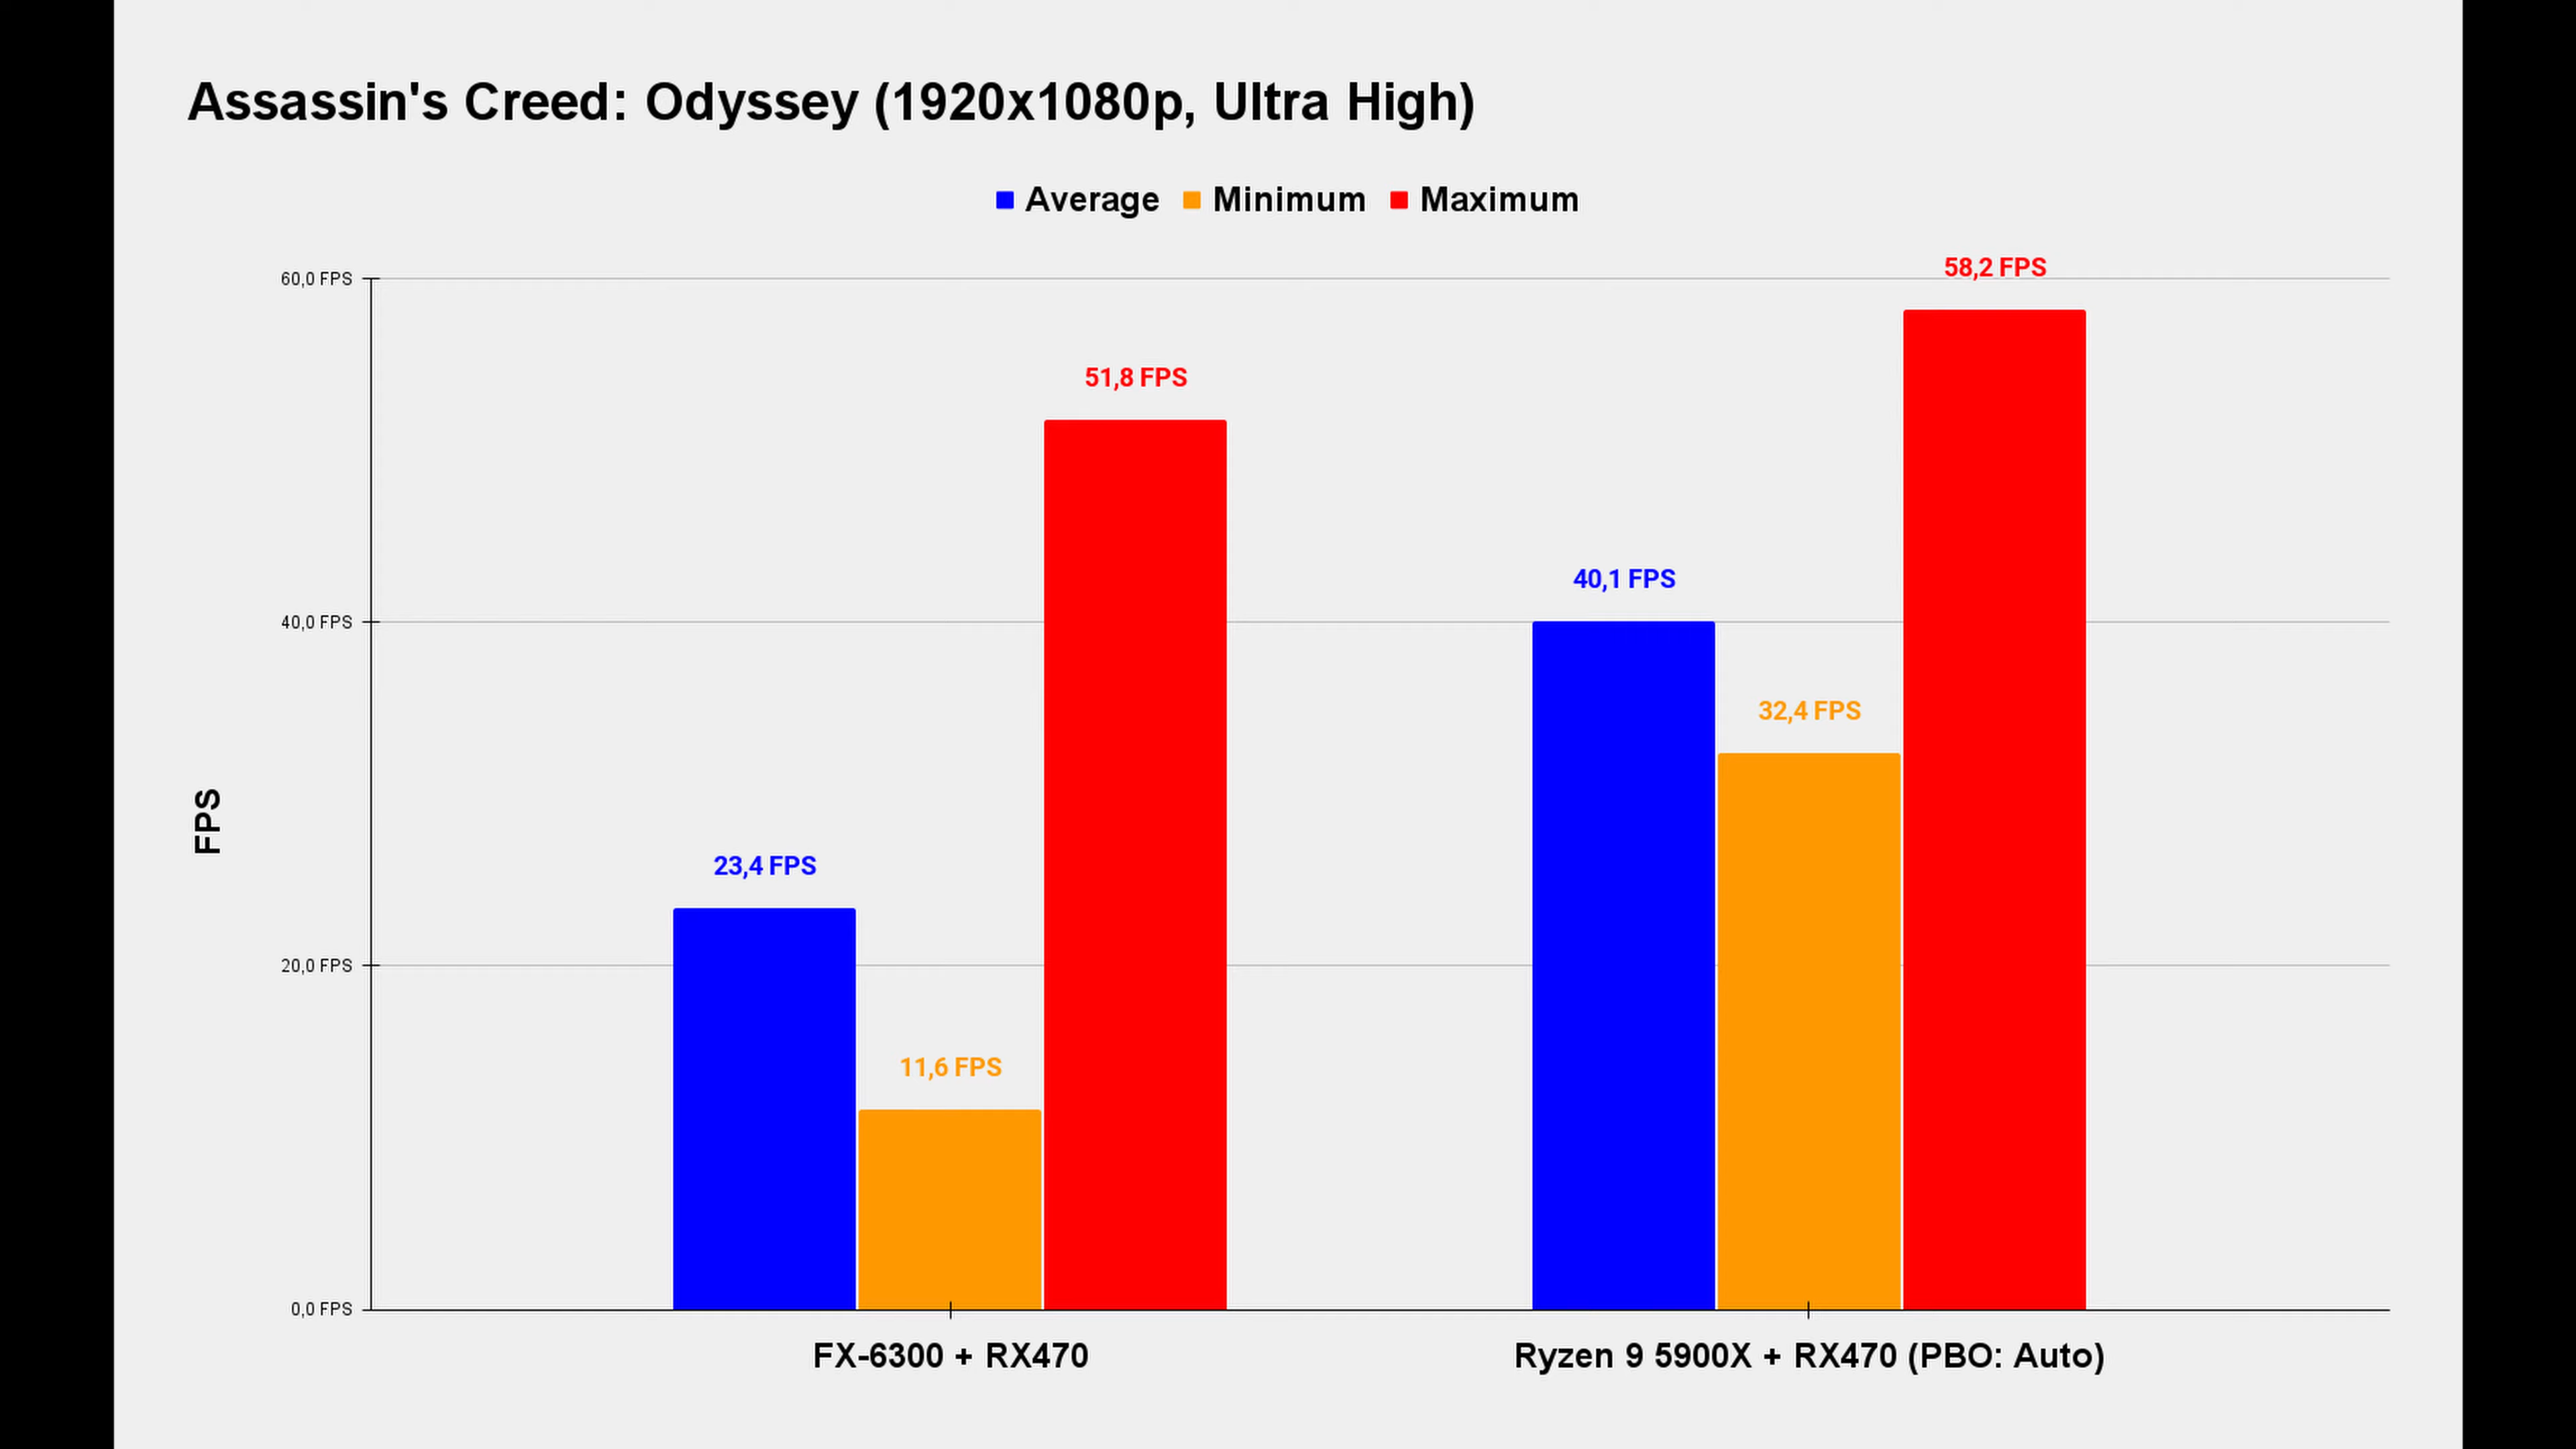 Assassin's Creed: Odyssey (1920x1080p, Ultra High)
Average Minimum Maximum
60,0 FPS
58,2 FPS
51,8 FPS
40,1 FPS
40,0 FPS
32,4 FPS
FPS
23,4 FPS
20,0 FPS
11,6 FPS
0,0 FPS
FX-6300 + RX470
Ryzen 9 5900X + RX470 (PBO: Auto)